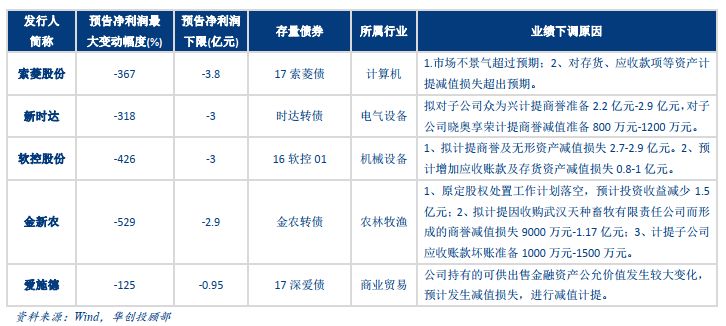 发行人简称 预告净利润最大变动幅度(%) 预告净利润下限(亿元) 存量债券 所属行业 业绩下调原因
索菱股份 -367 -3.8 17 索菱债 计算机 1.市场不景气超过预期；2、对存货、应收款项等资产计
提减值损失超出预期。
新时达 -318 -3 时达转债 电气设备 拟对子公司众为兴计提商誉准备 2.2 亿元-2.9 亿元，对子
公司晓奥享荣计提商誉减值准备 800 万元-1200 万元。
软控股份 -426 -3 16 软控 01 机械设备 1、拟计提商誉及无形资产减值损失 2.7-2.9 亿元。2、预
计增加应收账款及存货资产减值损失 0.8-1 亿元。
金新农 -529 -2.9 金农转债 农林牧渔 1、原定股权处置工作计划落空，预计投资收益减少 1.5
亿元；2、拟计提因收购武汉天种畜牧有限责任公司而形
成的商誉减值损失 9000 万元-1.17 亿元；3、计提子公司
应收账款坏账准备 1000 万元-1500 万元。
爱施德 -125 -0.95 17 深爱债 商业贸易 公司持有的可供出售金融资产公允价值发生较大变化，
预计发生减值损失，进行减值计提。
资料来源：Wind，华创投顾部